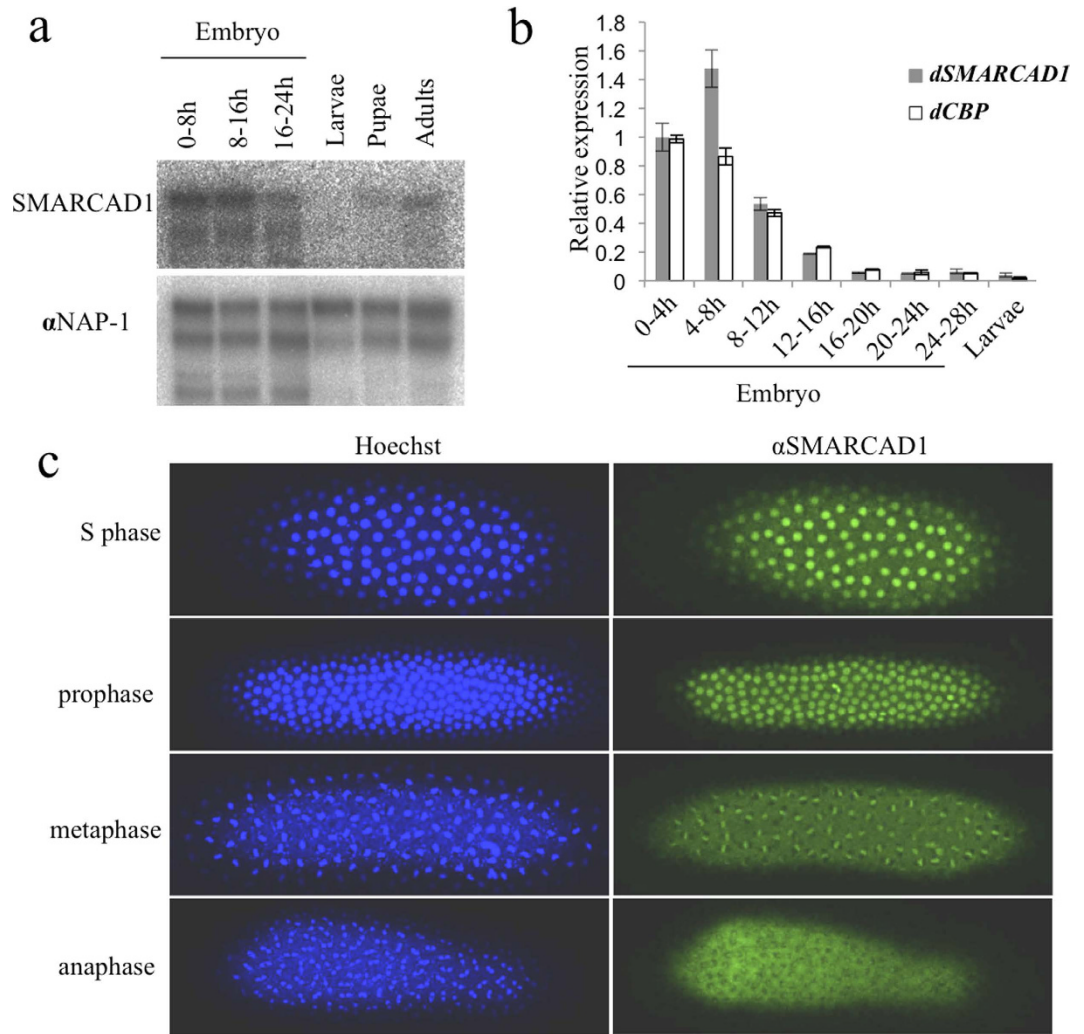 a
Embryo
0-8h
8-16h
16-24h
Larvae
Pupae
Adults
SMARCAD1
αNAP-1
b
Relative expression
1.8
1.6
1.4
1.2
1
0.8
0.6
0.4
0.2
0
dSMARCAD1
dCBP
0-4h
4-8h
8-12h
12-16h
16-20h
20-24h
24-28h
Larvae
Embryo
c
Hoechst
αSMARCAD1
S phase
prophase
metaphase
anaphase